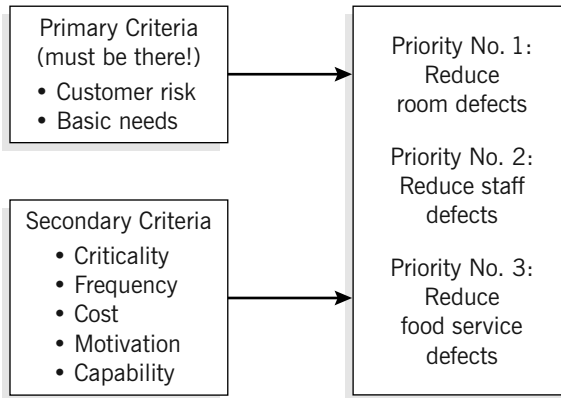 Primary Criteria
(must be there!)
• Customer risk
• Basic needs
Secondary Criteria
• Criticality
• Frequency
• Cost
• Motivation
• Capability
Priority No. 1:
Reduce
room defects
Priority No. 2:
Reduce staff
defects
Priority No. 3:
Reduce
food service
defects